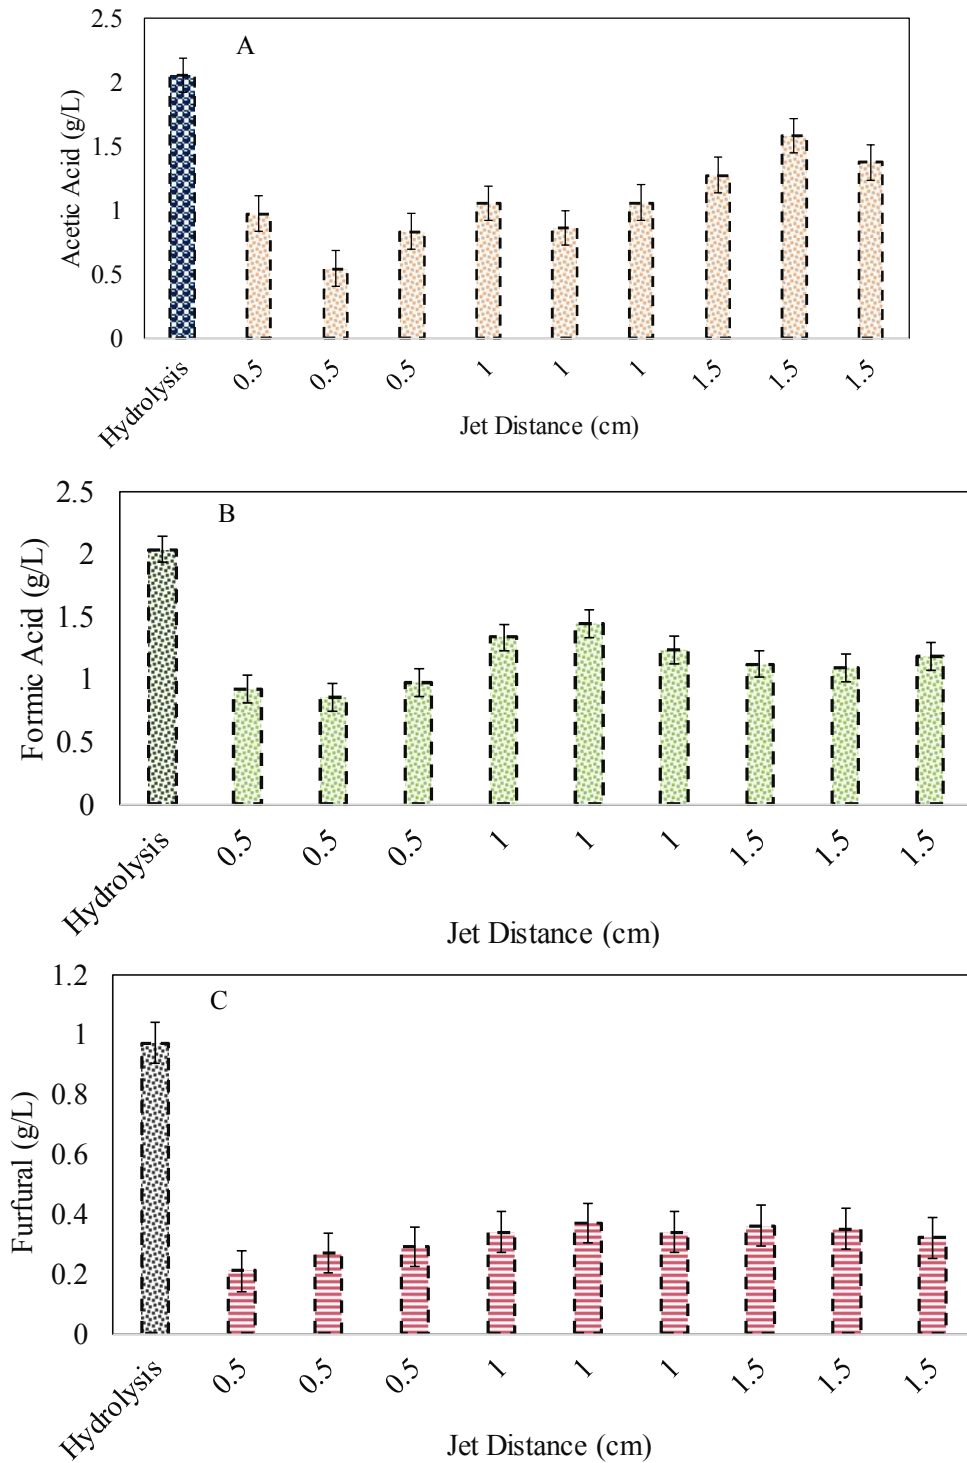 A
Acetic Acid (g/L)
2.5
2
1.5
1
0.5
0
Hydrolysis 0.5 0.5 0.5 1 1 1 1.5 1.5 1.5
Jet Distance (cm)
B
Formic Acid (g/L)
2.5
2
1.5
1
0.5
0
Hydrolysis 0.5 0.5 0.5 1 1 1 1.5 1.5 1.5
Jet Distance (cm)
C
Furfural (g/L)
1.2
1
0.8
0.6
0.4
0.2
0
Hydrolysis 0.5 0.5 0.5 1 1 1 1.5 1.5 1.5
Jet Distance (cm)